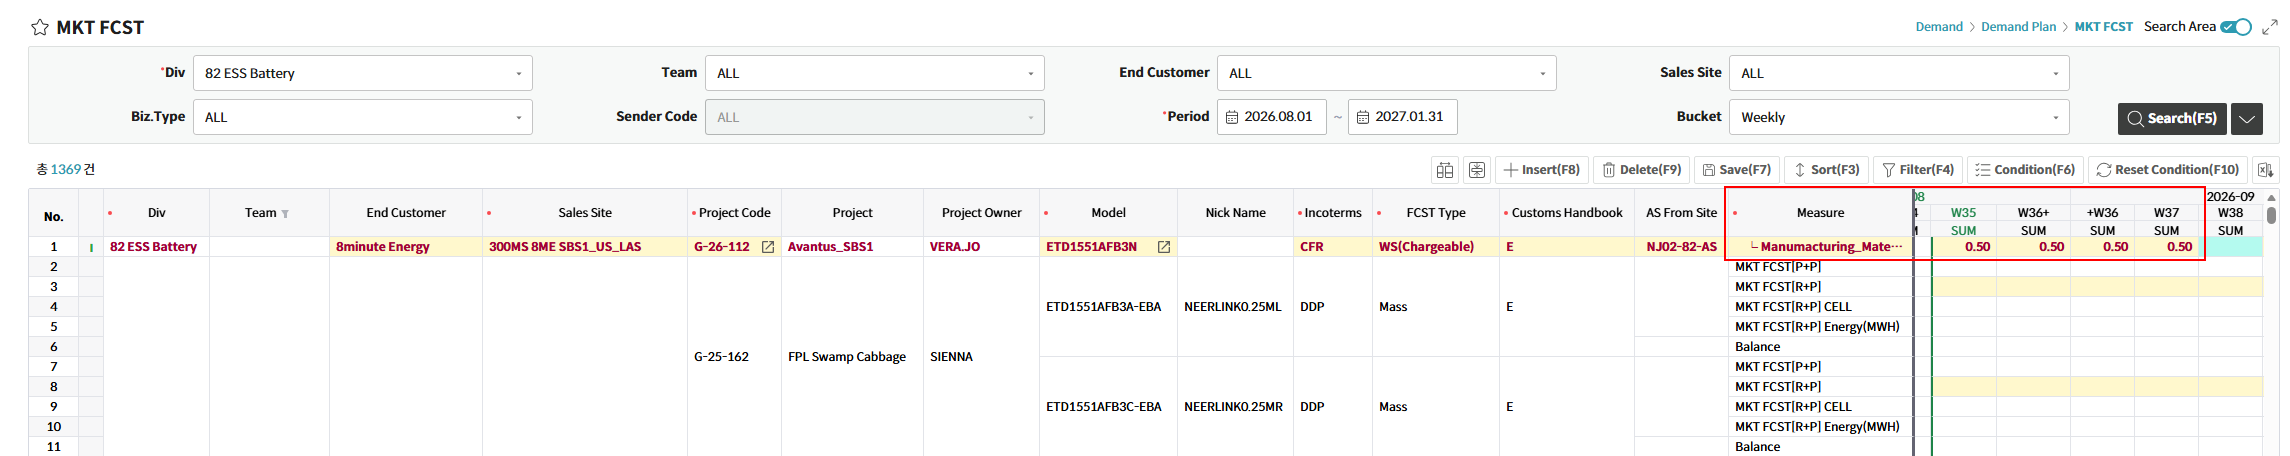 MKT FCST
Demand > Demand Plan > MKT FCST Search Area
*Div 82 ESS Battery Team ALL End Customer ALL Sales Site ALL
Biz.Type ALL Sender Code ALL *Period 2026.08.01 ~ 2027.01.31 Bucket Weekly Search(F5)
총 1369 건 Insert(F8) Delete(F9) Save(F7) Sort(F3) Filter(F4) Condition(F6) Reset Condition(F10)
No. Div Team End Customer Sales Site Project Code Project Project Owner Model Nick Name Incoterms FCST Type Customs Handbook AS From Site Measure
08 2026-09
4 W35 W36+ +W36 W37 W38
SUM SUM SUM SUM SUM
1 82 ESS Battery 8minute Energy 300MS 8ME SBS1_US_LAS G-26-112 Avantus_SBS1 VERA.JO ETD1551AFB3N CFR WS(Chargeable) E NJ02-82-AS └ Manumacturing_Mate··· 0.50 0.50 0.50 0.50
2 MKT FCST[P+P]
3 MKT FCST[R+P]
4 ETD1551AFB3A-EBA NEERLINK0.25ML DDP Mass E MKT FCST[R+P] CELL
5 MKT FCST[R+P] Energy(MWH)
6 G-25-162 FPL Swamp Cabbage SIENNA Balance
7 MKT FCST[P+P]
8 MKT FCST[R+P]
9 ETD1551AFB3C-EBA NEERLINK0.25MR DDP Mass E MKT FCST[R+P] CELL
10 MKT FCST[R+P] Energy(MWH)
11 Balance